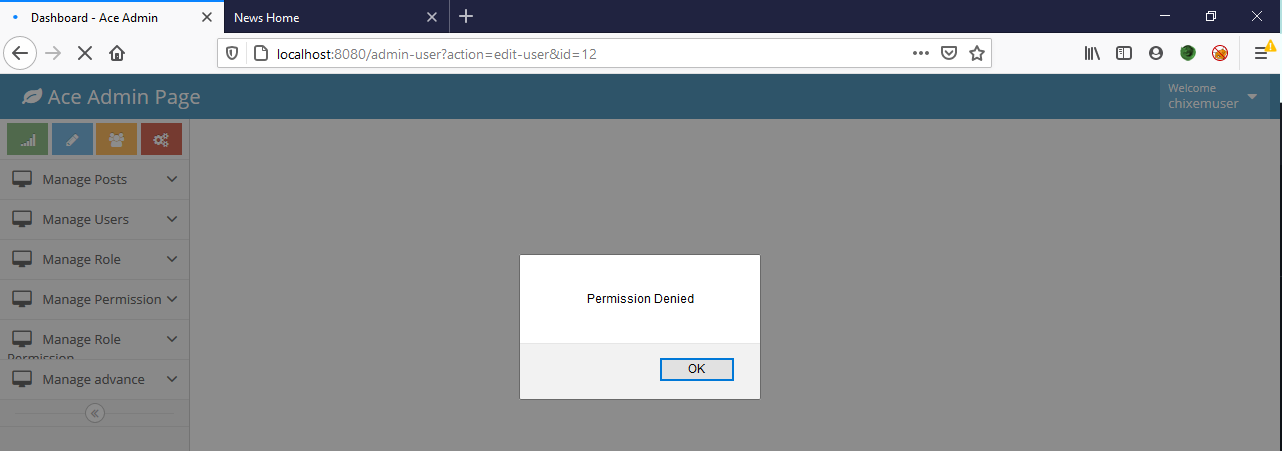 Dashboard - Ace Admin
News Home
localhost:8080/admin-user?action=edit-user&id=12
Ace Admin Page
Welcome
chixemuser
Manage Posts
Manage Users
Manage Role
Manage Permission
Manage Role
Permission
Manage advance
Permission Denied
OK